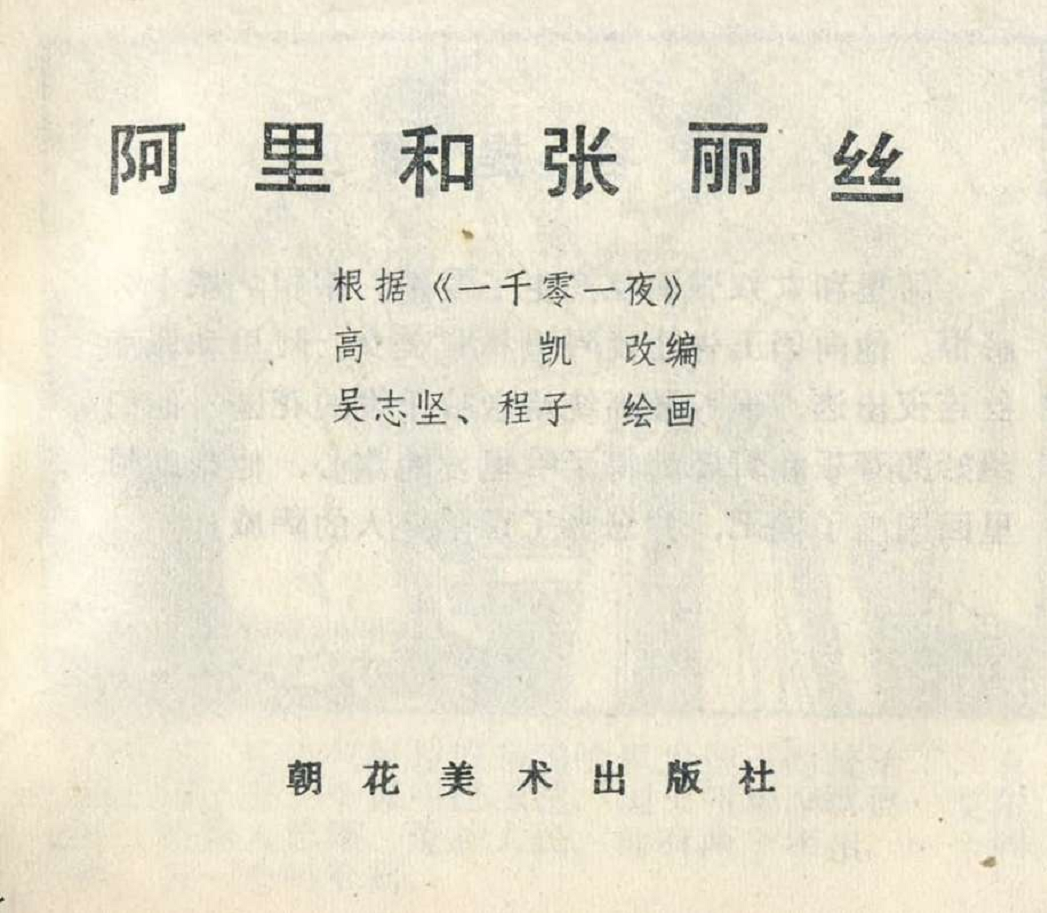 阿里和张丽丝
根据《一千零一夜》
高 凯 改编
吴志坚、程子 绘画
朝花美术出版社